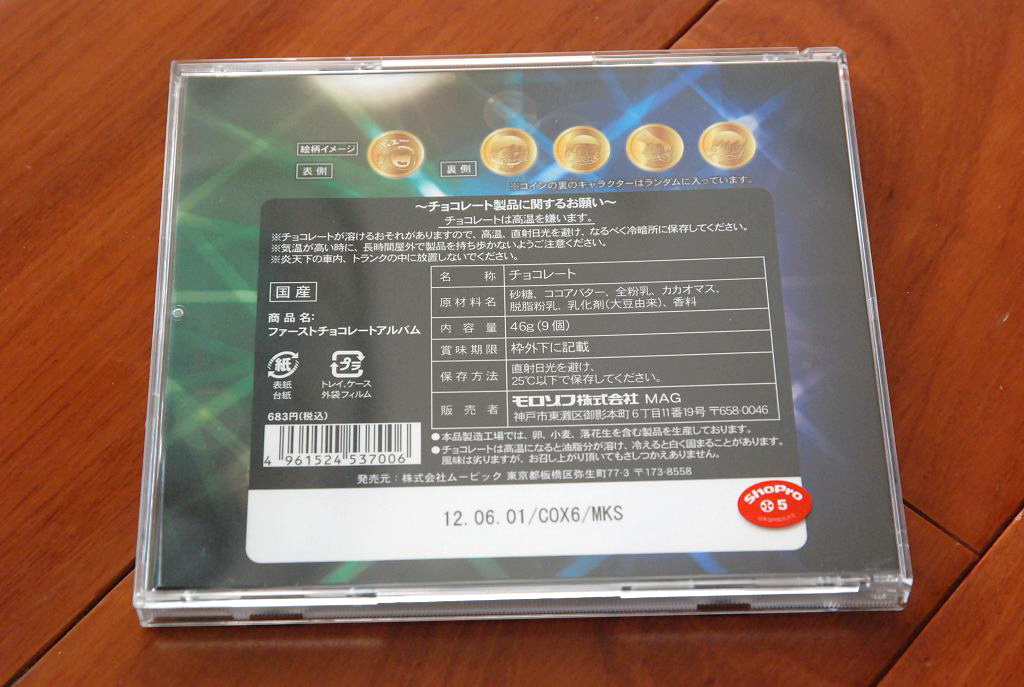 絵柄イメージ
表側
裏側
※コインの裏のキャラクターはランダムに入っています。
～チョコレート製品に関するお願い～
チョコレートは高温を嫌います。
※チョコレートが溶けるおそれがありますので、高温、直射日光を避け、なるべく冷暗所に保存してください。
※気温が高い時に、長時間屋外で製品を持ち歩かないようご注意ください。
※炎天下の車内、トランクの中に放置しないでください。
国産
商品名:
ファーストチョコレートアルバム
紙
表紙
台紙
プラ
トレイ、ケース
外袋フィルム
683円(税込)
4 961524 537006
名称 チョコレート
原材料名 砂糖、ココアバター、全粉乳、カカオマス、
脱脂粉乳、乳化剤(大豆由来)、香料
内容量 46g(9個)
賞味期限 枠外下に記載
保存方法 直射日光を避け、
25℃以下で保存してください。
販売者 モロゾフ株式会社 MAG
神戸市東灘区御影本町6丁目11番19号 〒658-0046
●本品製造工場では、卵、小麦、落花生を含む製品を生産しております。
●チョコレートは高温になると油脂分が溶け、冷えると白く固まることがあります。
風味は劣りますが、お召し上がり頂いてもさしつかえありません。
発売元：株式会社ムービック 東京都板橋区弥生町77-3 〒173-8558
12.06.01/COX6/MKS
ShoPro
小 5